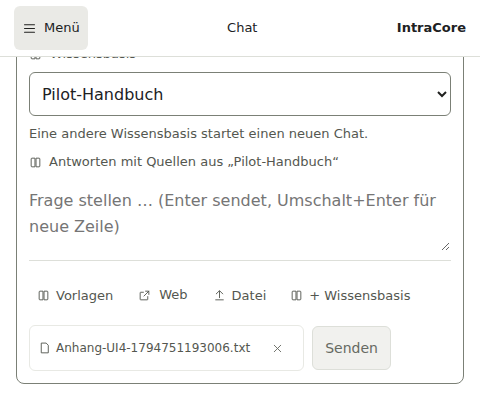 Menü
Chat
IntraCore
Wissensbasis
Pilot-Handbuch
Eine andere Wissensbasis startet einen neuen Chat.
Antworten mit Quellen aus „Pilot-Handbuch“
Frage stellen … (Enter sendet, Umschalt+Enter für
neue Zeile)
Vorlagen
Web
Datei
+ Wissensbasis
Anhang-UI4-1794751193006.txt
Senden